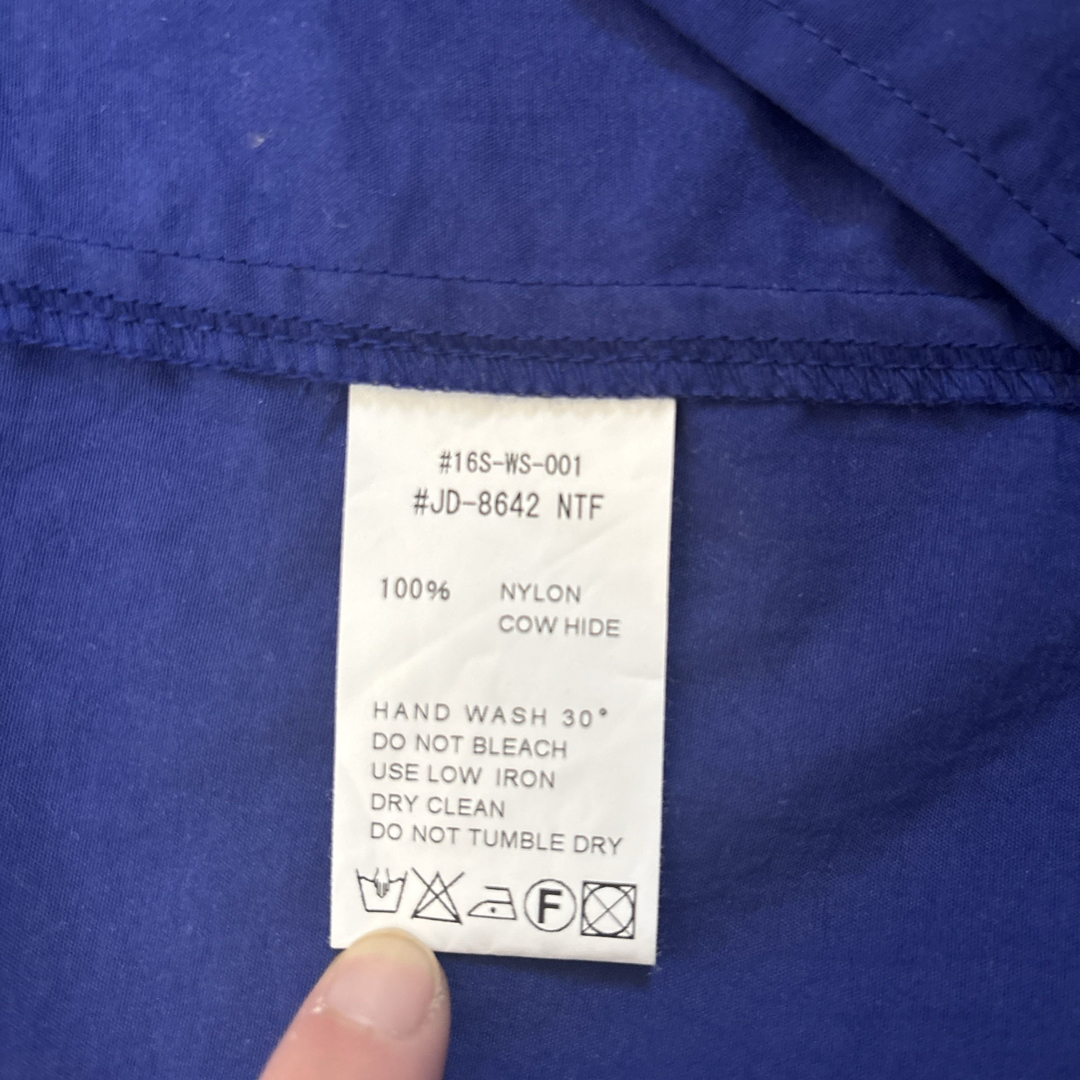 #16S-WS-001
#JD-8642 NTF
100% NYLON
COW HIDE
HAND WASH 30°
DO NOT BLEACH
USE LOW IRON
DRY CLEAN
DO NOT TUMBLE DRY
F